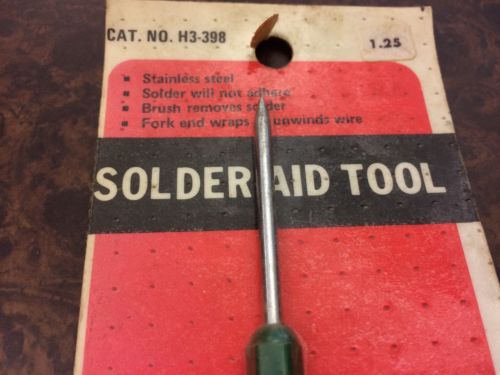 CAT. NO. H3-398
1.25
▪ Stainless steel
▪ Solder will not adhere
▪ Brush removes solder
▪ Fork end wraps unwinds wire
SOLDER AID TOOL